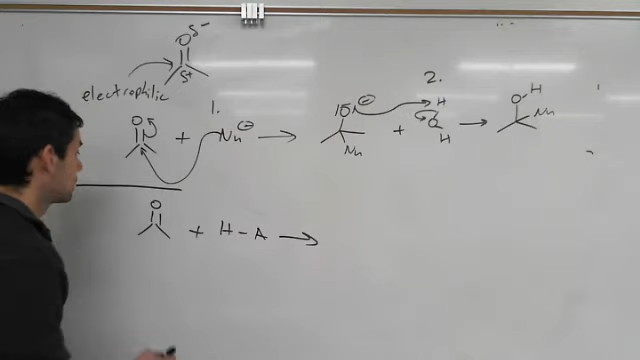 O δ-
δ+
electrophilic
1.
2.
O + Nu⊖ → :O:⊖ Nu + H O H → O H Nu
O + H-A →